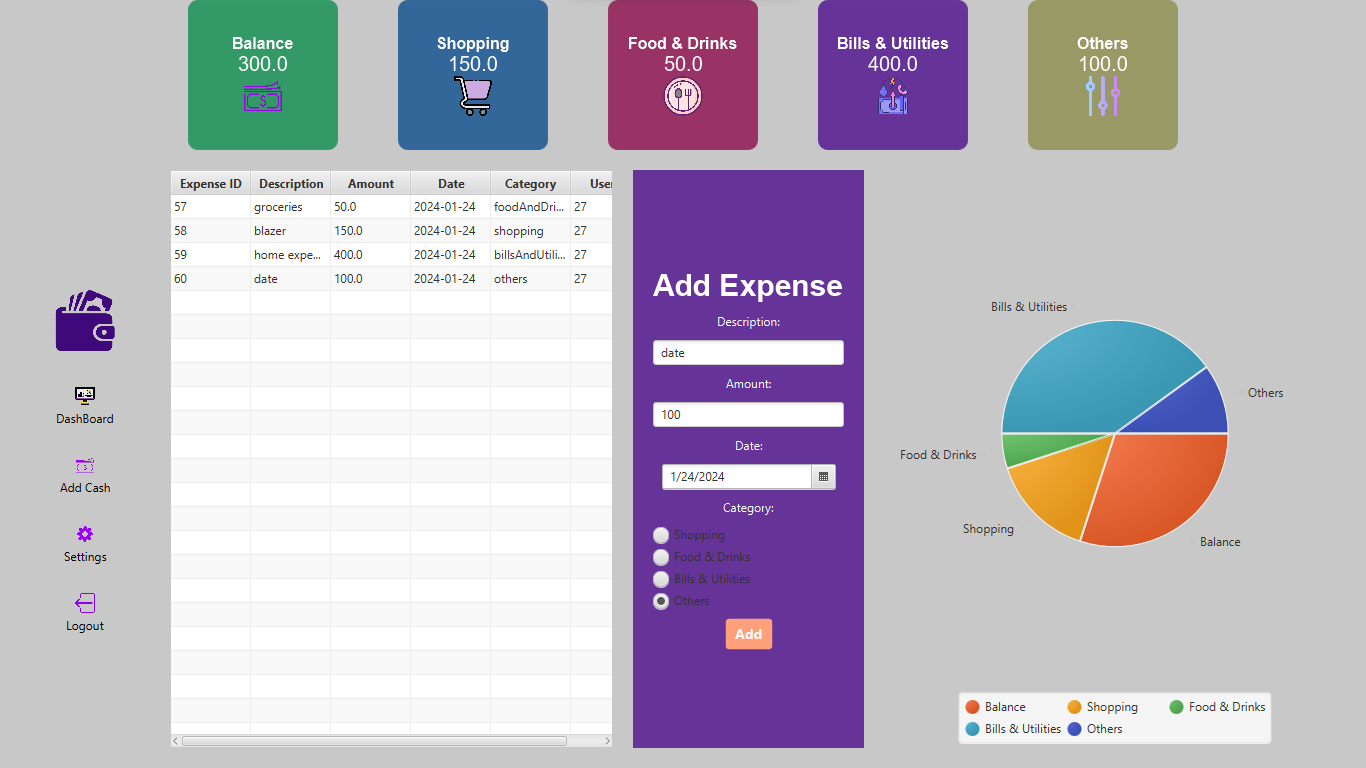 Balance
300.0
Shopping
150.0
Food & Drinks
50.0
Bills & Utilities
400.0
Others
100.0
DashBoard
Add Cash
Settings
Logout
Expense ID Description Amount Date Category User
57 groceries 50.0 2024-01-24 foodAndDri... 27
58 blazer 150.0 2024-01-24 shopping 27
59 home expe... 400.0 2024-01-24 billsAndUtili... 27
60 date 100.0 2024-01-24 others 27
Add Expense
Description:
date
Amount:
100
Date:
1/24/2024
Category:
Shopping
Food & Drinks
Bills & Utilities
Others
Add
Bills & Utilities
Others
Food & Drinks
Shopping
Balance
Balance Shopping Food & Drinks
Bills & Utilities Others